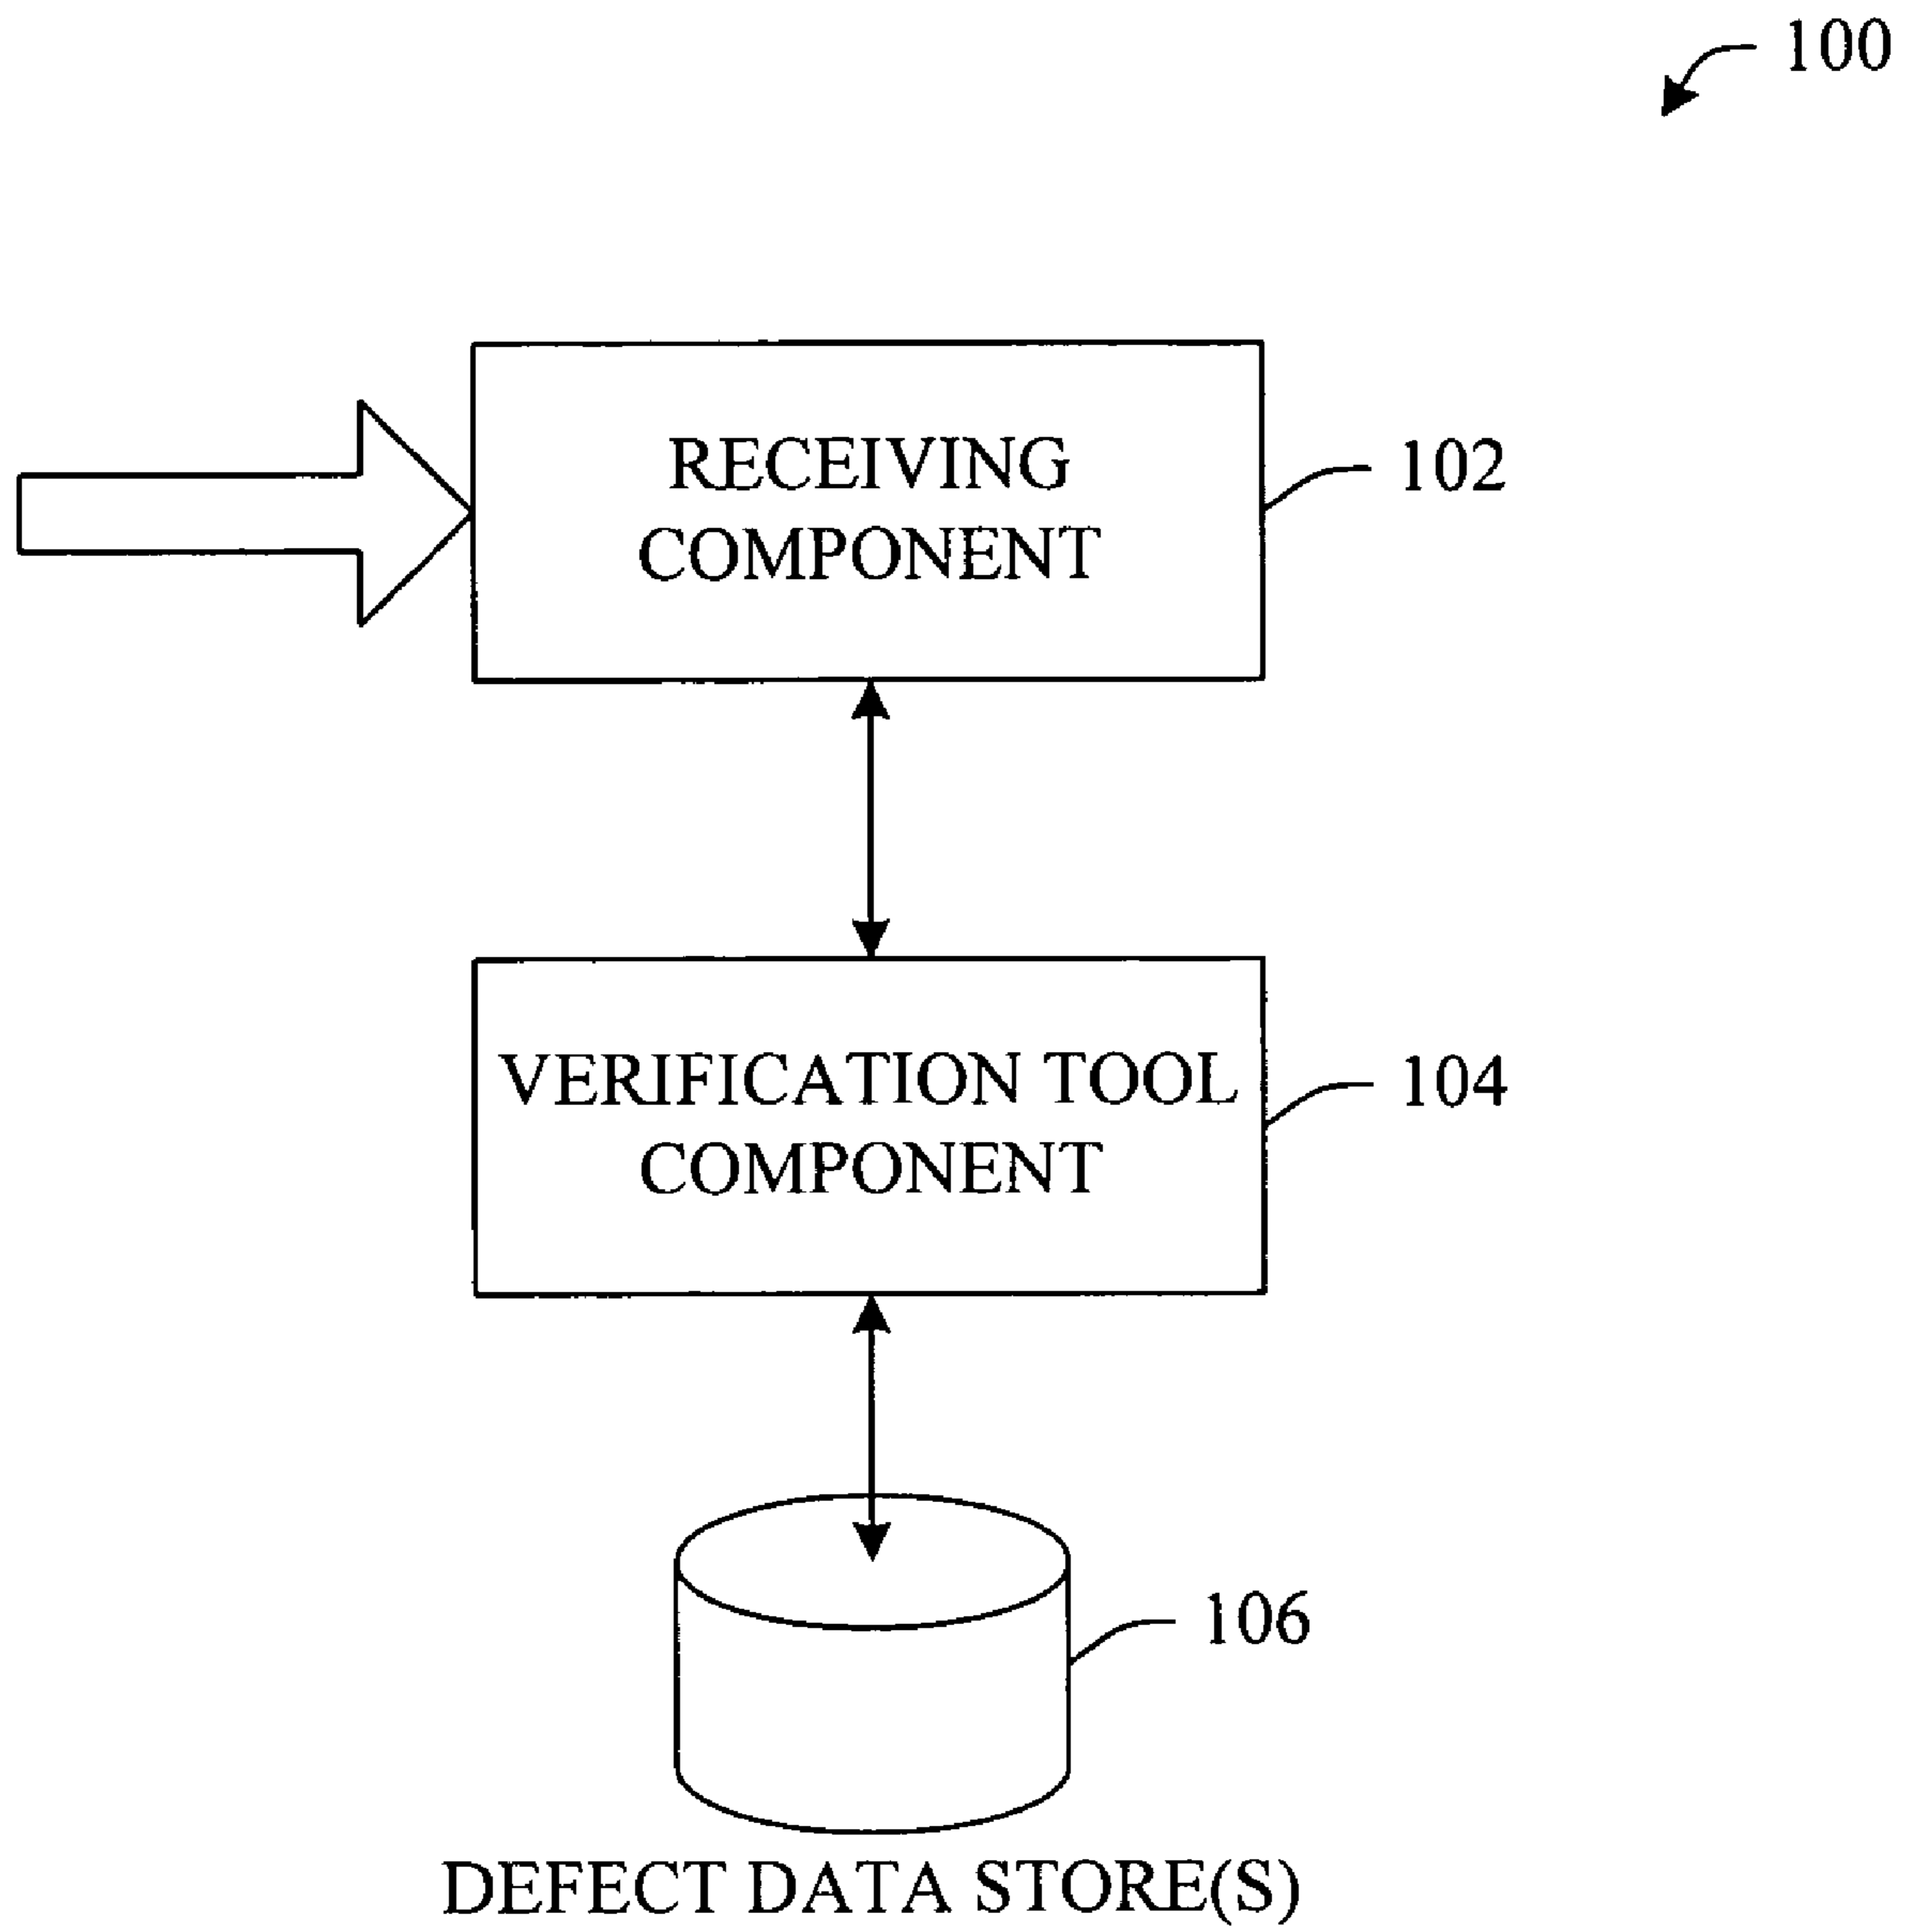 100
RECEIVING
COMPONENT
102
VERIFICATION TOOL
COMPONENT
104
106
DEFECT DATA STORE(S)